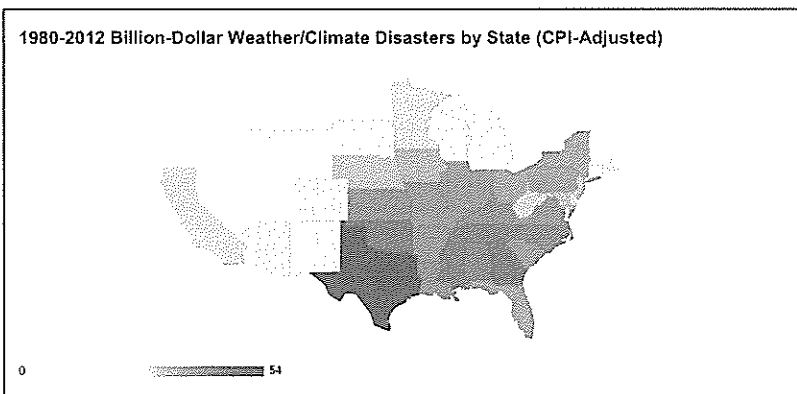 1980-2012 Billion-Dollar Weather/Climate Disasters by State (CPI-Adjusted)
0
54